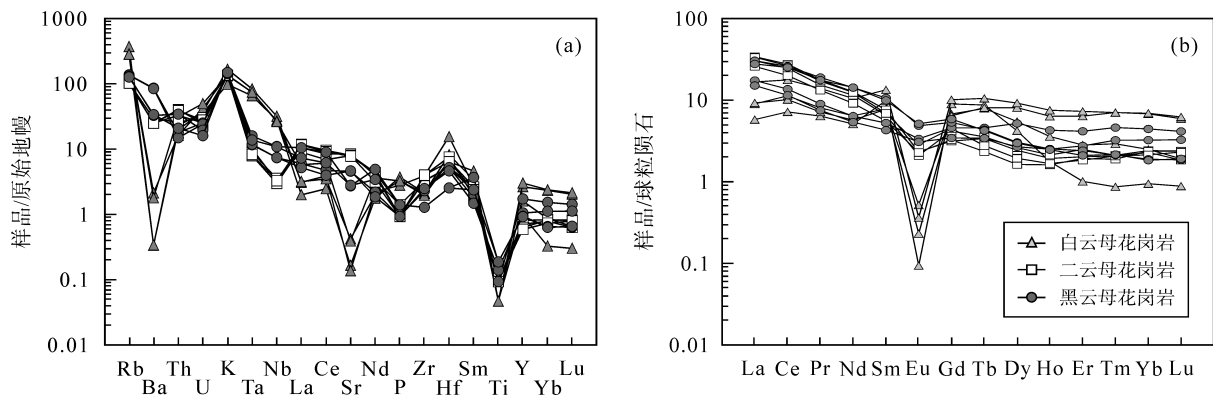 1000
100
10
1
0.1
0.01
样品/原始地幔
(a)
Rb Ba Th U K Ta Nb La Ce Sr Nd P Zr Hf Sm Ti Y Yb Lu
100
10
1
0.1
0.01
样品/球粒陨石
(b)
白云母花岗岩
二云母花岗岩
黑云母花岗岩
La Ce Pr Nd Sm Eu Gd Tb Dy Ho Er Tm Yb Lu